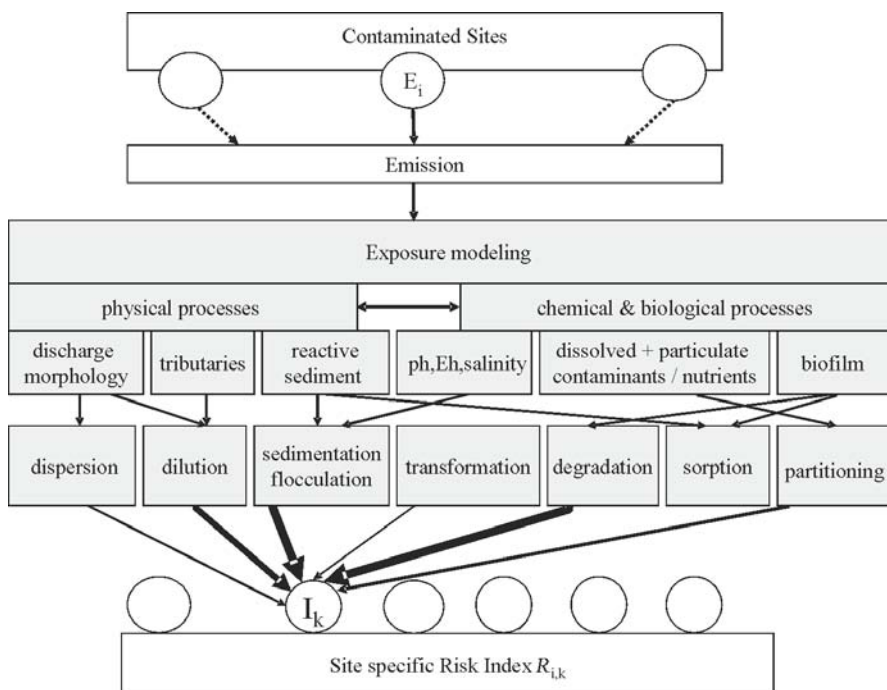 Contaminated Sites
E_i
Emission
Exposure modeling
physical processes
chemical & biological processes
discharge
morphology
tributaries
reactive
sediment
ph,Eh,salinity
dissolved + particulate
contaminants / nutrients
biofilm
dispersion
dilution
sedimentation
flocculation
transformation
degradation
sorption
partitioning
I_k
Site specific Risk Index R_i,k